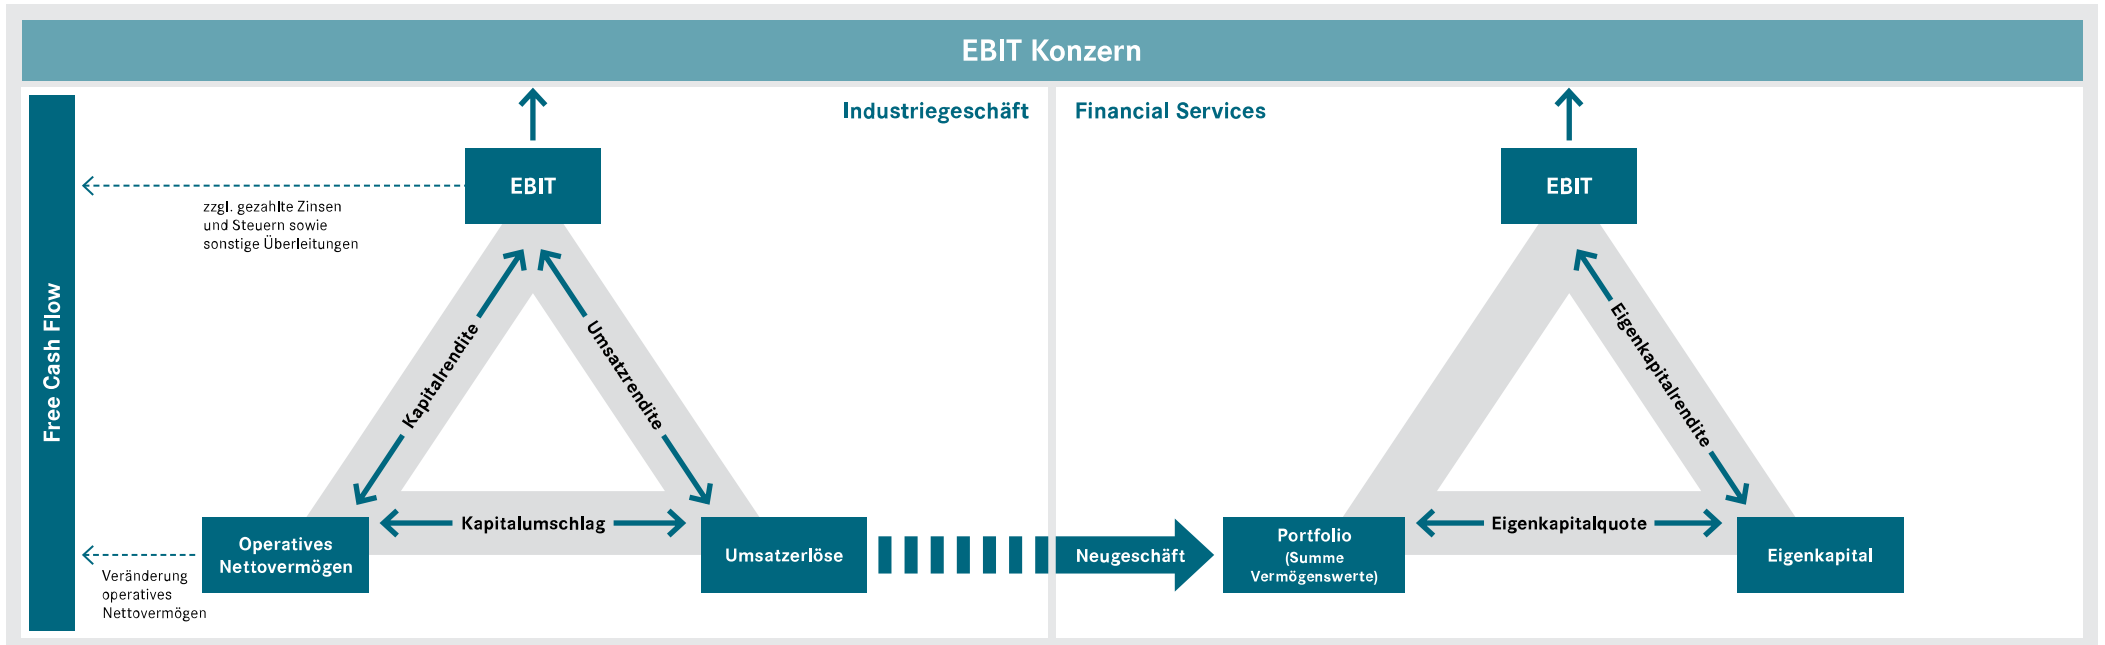 EBIT Konzern
Free Cash Flow
Industriegeschäft
EBIT
zzgl. gezahlte Zinsen
und Steuern sowie
sonstige Überleitungen
Kapitalrendite
Umsatzrendite
Kapitalumschlag
Operatives
Nettovermögen
Veränderung
operatives
Nettovermögen
Umsatzerlöse
Neugeschäft
Financial Services
EBIT
Eigenkapitalrendite
Eigenkapitalquote
Portfolio
(Summe
Vermögenswerte)
Eigenkapital